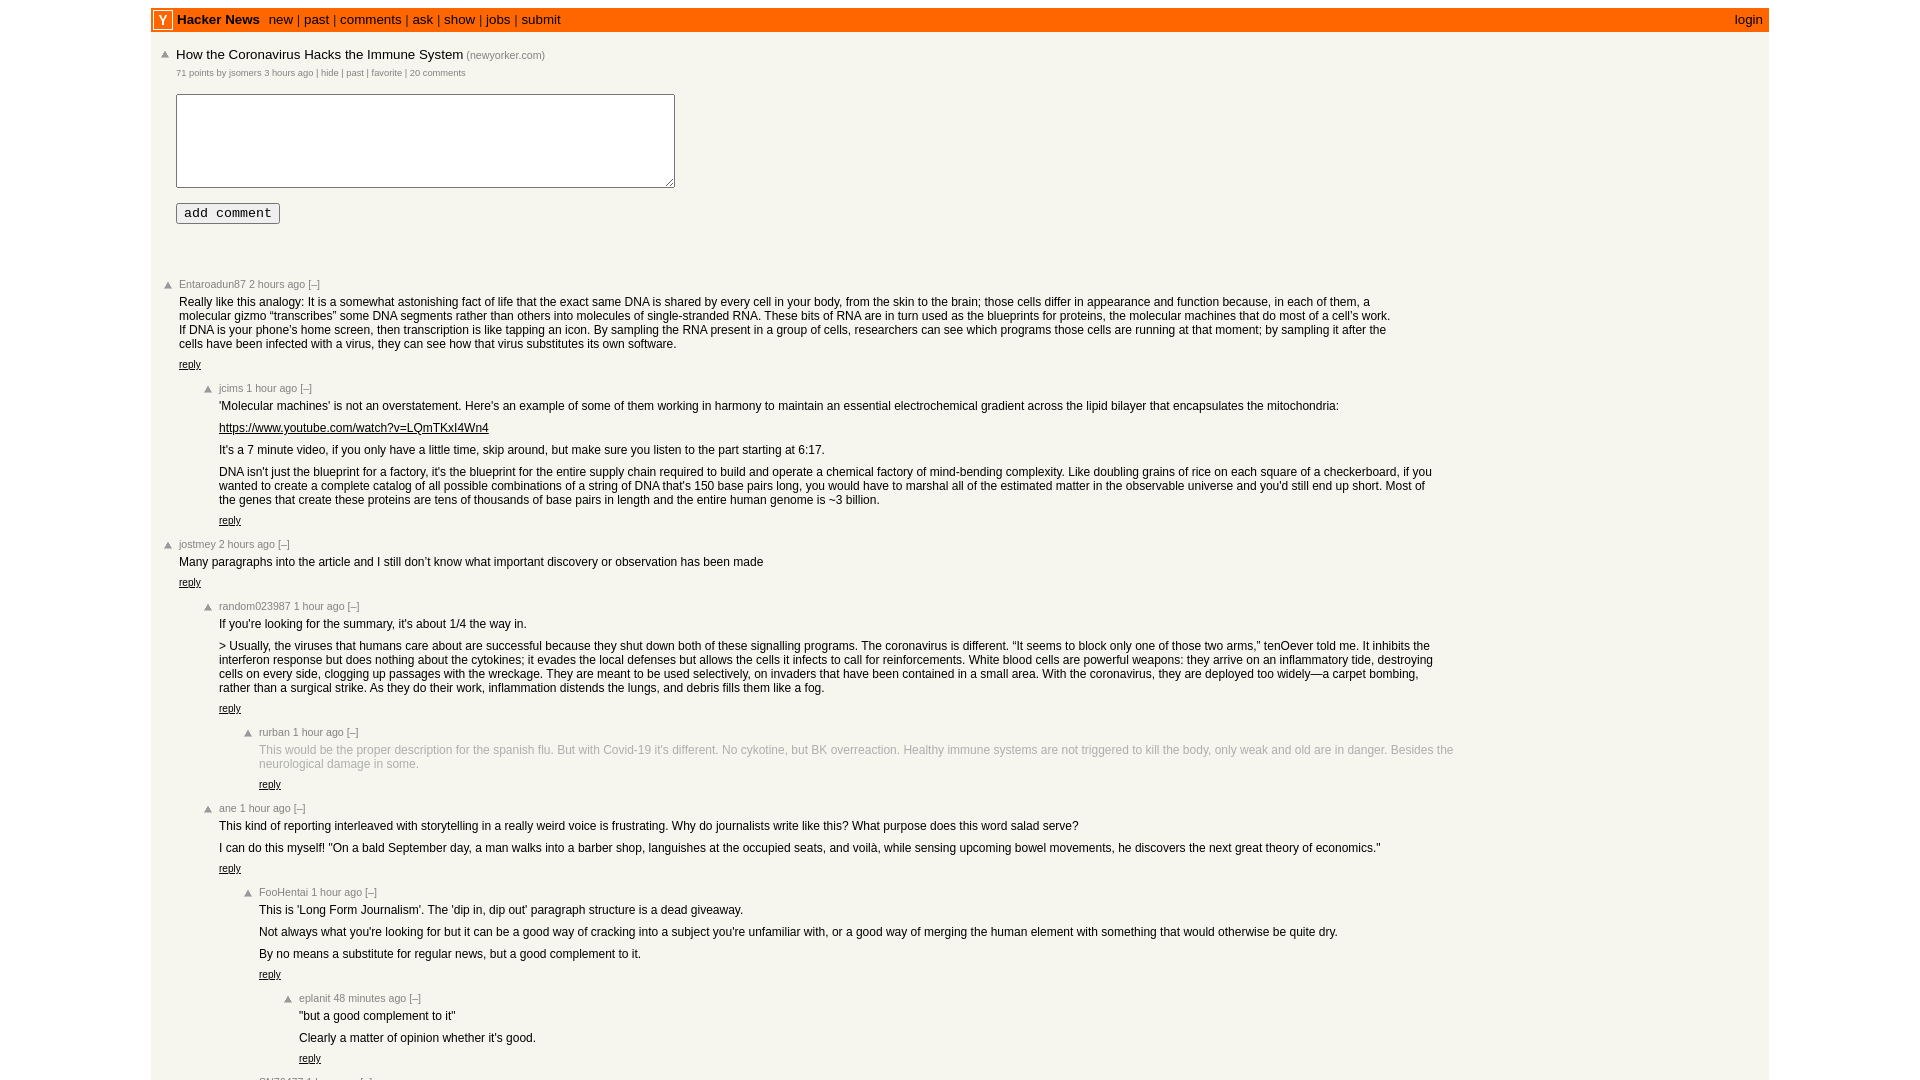 Y Hacker News new | past | comments | ask | show | jobs | submit login
How the Coronavirus Hacks the Immune System (newyorker.com)
71 points by jsomers 3 hours ago | hide | past | favorite | 20 comments
add comment
Entaroadun87 2 hours ago [–]
Really like this analogy: It is a somewhat astonishing fact of life that the exact same DNA is shared by every cell in your body, from the skin to the brain; those cells differ in appearance and function because, in each of them, a
molecular gizmo “transcribes” some DNA segments rather than others into molecules of single-stranded RNA. These bits of RNA are in turn used as the blueprints for proteins, the molecular machines that do most of a cell’s work.
If DNA is your phone’s home screen, then transcription is like tapping an icon. By sampling the RNA present in a group of cells, researchers can see which programs those cells are running at that moment; by sampling it after the
cells have been infected with a virus, they can see how that virus substitutes its own software.
reply
jcims 1 hour ago [–]
'Molecular machines' is not an overstatement. Here's an example of some of them working in harmony to maintain an essential electrochemical gradient across the lipid bilayer that encapsulates the mitochondria:
https://www.youtube.com/watch?v=LQmTKxI4Wn4
It's a 7 minute video, if you only have a little time, skip around, but make sure you listen to the part starting at 6:17.
DNA isn't just the blueprint for a factory, it's the blueprint for the entire supply chain required to build and operate a chemical factory of mind-bending complexity. Like doubling grains of rice on each square of a checkerboard, if you
wanted to create a complete catalog of all possible combinations of a string of DNA that's 150 base pairs long, you would have to marshal all of the estimated matter in the observable universe and you'd still end up short. Most of
the genes that create these proteins are tens of thousands of base pairs in length and the entire human genome is ~3 billion.
reply
jostmey 2 hours ago [–]
Many paragraphs into the article and I still don’t know what important discovery or observation has been made
reply
random023987 1 hour ago [–]
If you're looking for the summary, it's about 1/4 the way in.
> Usually, the viruses that humans care about are successful because they shut down both of these signalling programs. The coronavirus is different. “It seems to block only one of those two arms,” tenOever told me. It inhibits the
interferon response but does nothing about the cytokines; it evades the local defenses but allows the cells it infects to call for reinforcements. White blood cells are powerful weapons: they arrive on an inflammatory tide, destroying
cells on every side, clogging up passages with the wreckage. They are meant to be used selectively, on invaders that have been contained in a small area. With the coronavirus, they are deployed too widely—a carpet bombing,
rather than a surgical strike. As they do their work, inflammation distends the lungs, and debris fills them like a fog.
reply
rurban 1 hour ago [–]
This would be the proper description for the spanish flu. But with Covid-19 it's different. No cykotine, but BK overreaction. Healthy immune systems are not triggered to kill the body, only weak and old are in danger. Besides the
neurological damage in some.
reply
ane 1 hour ago [–]
This kind of reporting interleaved with storytelling in a really weird voice is frustrating. Why do journalists write like this? What purpose does this word salad serve?
I can do this myself! "On a bald September day, a man walks into a barber shop, languishes at the occupied seats, and voilà, while sensing upcoming bowel movements, he discovers the next great theory of economics."
reply
FooHentai 1 hour ago [–]
This is 'Long Form Journalism'. The 'dip in, dip out' paragraph structure is a dead giveaway.
Not always what you're looking for but it can be a good way of cracking into a subject you're unfamiliar with, or a good way of merging the human element with something that would otherwise be quite dry.
By no means a substitute for regular news, but a good complement to it.
reply
eplanit 48 minutes ago [–]
"but a good complement to it"
Clearly a matter of opinion whether it's good.
reply